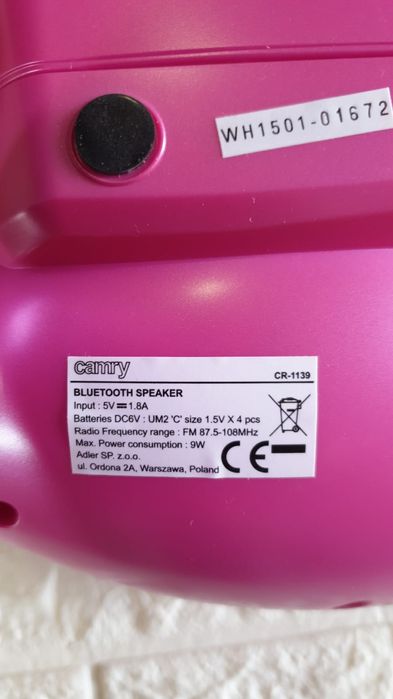 WH1501-01672
camry
CR-1139
BLUETOOTH SPEAKER
Input : 5V⎓1.8A
Batteries DC6V : UM2 'C' size 1.5V X 4 pcs
Radio Frequency range : FM 87.5-108MHz
Max. Power consumption : 9W
Adler SP. z.o.o.
ul. Ordona 2A, Warszawa, Poland
CE